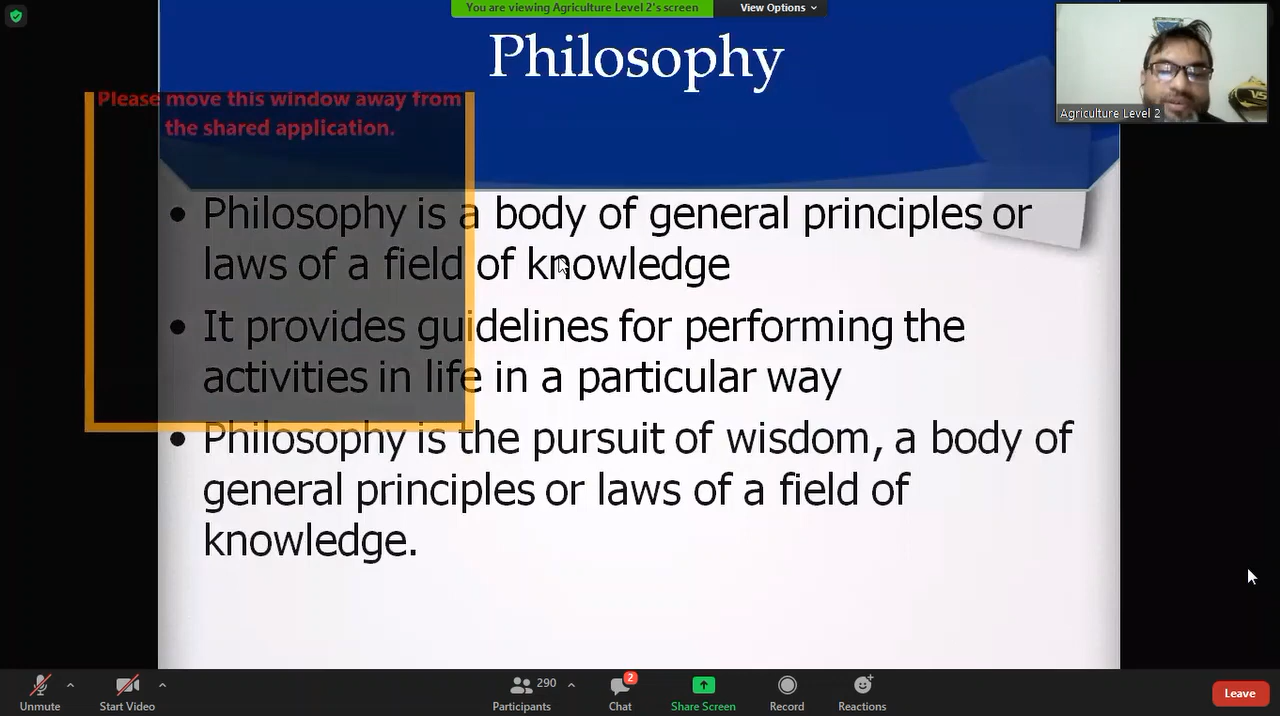 You are viewing Agriculture Level 2's screen
View Options
Philosophy
Agriculture Level 2
Please move this window away from
the shared application.
• Philosophy is a body of general principles or
laws of a field of knowledge
• It provides guidelines for performing the
activities in life in a particular way
• Philosophy is the pursuit of wisdom, a body of
general principles or laws of a field of
knowledge.
Unmute
Start Video
290
Participants
2
Chat
Share Screen
Record
Reactions
Leave